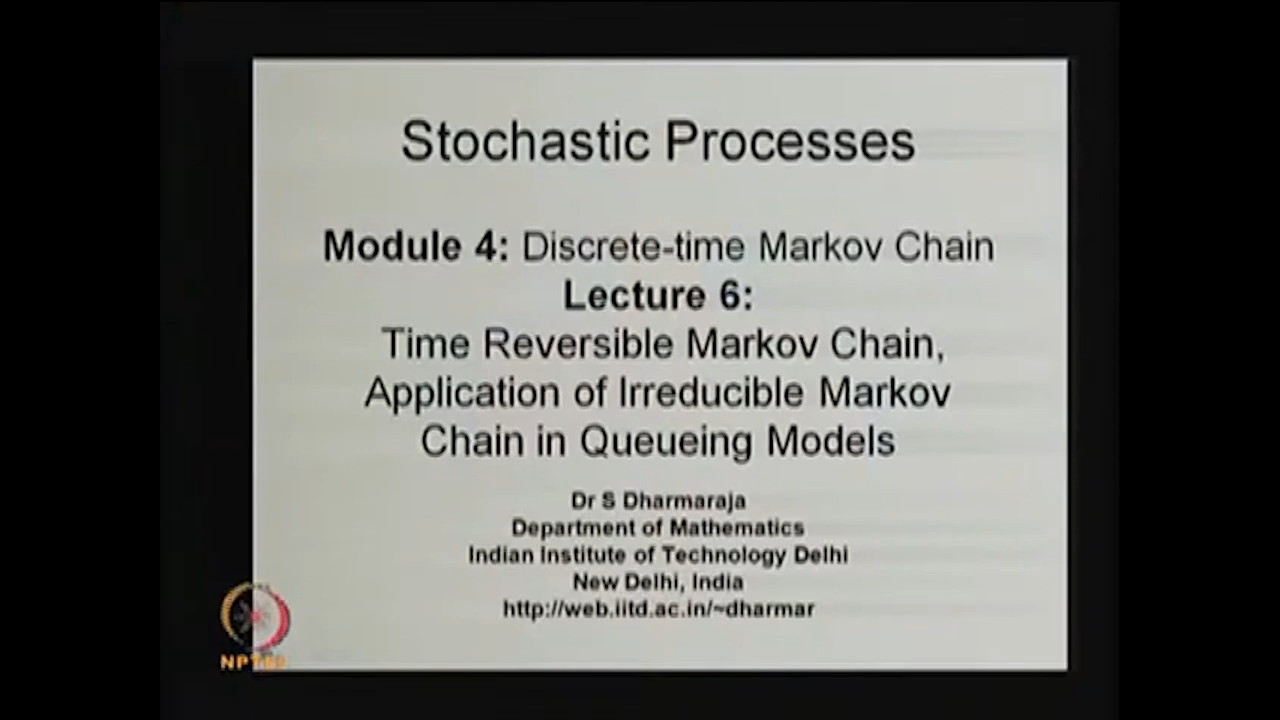 Stochastic Processes
Module 4: Discrete-time Markov Chain
Lecture 6:
Time Reversible Markov Chain,
Application of Irreducible Markov
Chain in Queueing Models
Dr S Dharmaraja
Department of Mathematics
Indian Institute of Technology Delhi
New Delhi, India
http://web.iitd.ac.in/~dharmar
NPTEL